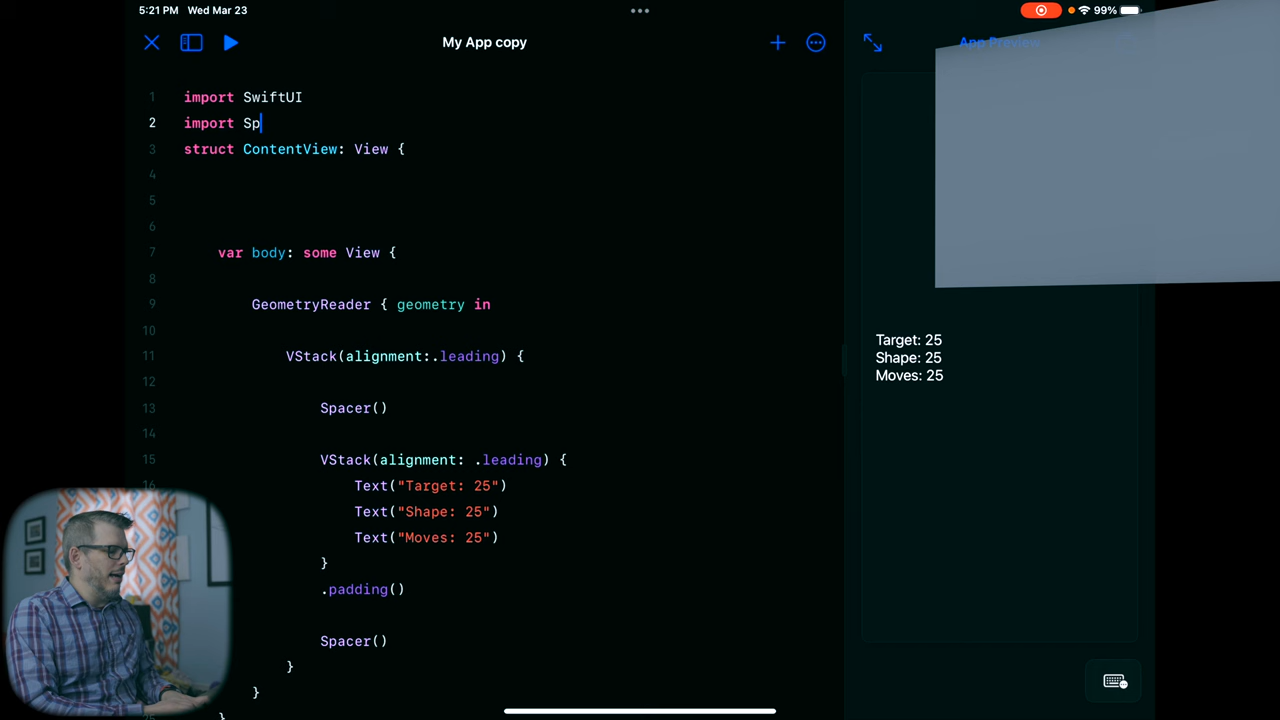 5:21 PM Wed Mar 23
99%
My App copy
App Preview
1 import SwiftUI
2 import Sp
3 struct ContentView: View {
4
5
6
7 var body: some View {
8
9 GeometryReader { geometry in
10
11 VStack(alignment:.leading) {
12
13 Spacer()
14
15 VStack(alignment: .leading) {
16 Text("Target: 25")
Text("Shape: 25")
Text("Moves: 25")
}
.padding()
Spacer()
}
}
}
Target: 25
Shape: 25
Moves: 25